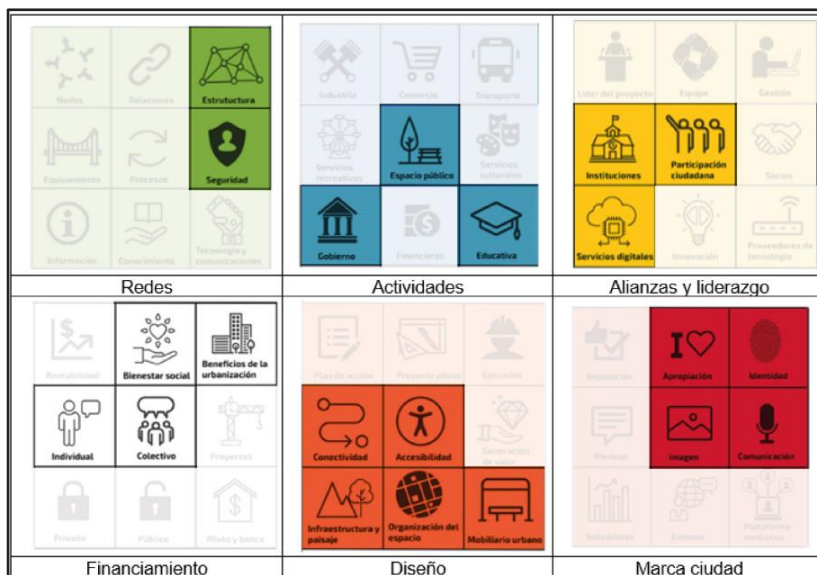 Nodos
Relaciones
Estrutuctura
Equipamiento
Procesos
Seguridad
Información
Conocimiento
Tecnología y
comunicaciones
Redes
Industria
Comercio
Transporte
Servicios
recreativos
Espacio público
Servicios
culturales
Gobierno
Financieras
Educativa
Actividades
Líder del proyecto
Equipo
Gestión
Instituciones
Participación
ciudadana
Socios
Servicios digitales
Innovación
Proveedores de
tecnología
Alianzas y liderazgo
Rentabilidad
Bienestar social
Beneficios de la
urbanización
Individual
Colectivo
Proyectos
Privado
Público
Mixto y banca
Financiamiento
Plan de acción
Proyecto piloto
Ejecución
Conectividad
Accesibilidad
Generación
de valor
Infraestructura y
paisaje
Organización del
espacio
Mobiliario urbano
Diseño
Reputación
Apropiación
Identidad
Mensaje
Imagen
Comunicación
Indicadores
Entorno
Plataforma
mediática
Marca ciudad